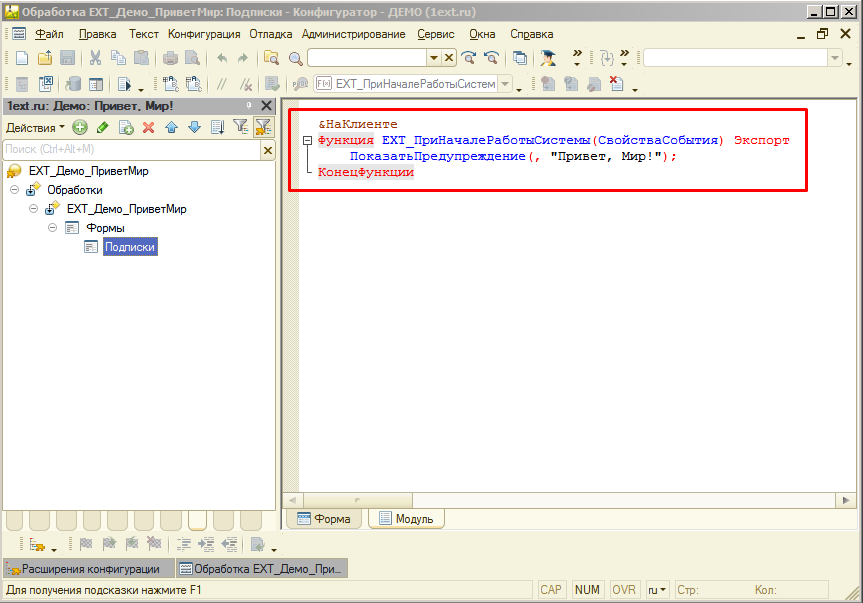 Обработка EXT_Демо_ПриветМир: Подписки - Конфигуратор - ДЕМО (1ext.ru)
Файл Правка Текст Конфигурация Отладка Администрирование Сервис Окна Справка
EXT_ПриНачалеРаботыСистем
1ext.ru: Демо: Привет, Мир!
Действия
Поиск (Ctrl+Alt+M)
EXT_Демо_ПриветМир
Обработки
EXT_Демо_ПриветМир
Формы
Подписки
&НаКлиенте
Функция EXT_ПриНачалеРаботыСистемы(СвойстваСобытия) Экспорт
ПоказатьПредупреждение(, "Привет, Мир!");
КонецФункции
Форма Модуль
Расширения конфигурации Обработка EXT_Демо_При...
Для получения подсказки нажмите F1 CAP NUM OVR ru Стр: Кол: